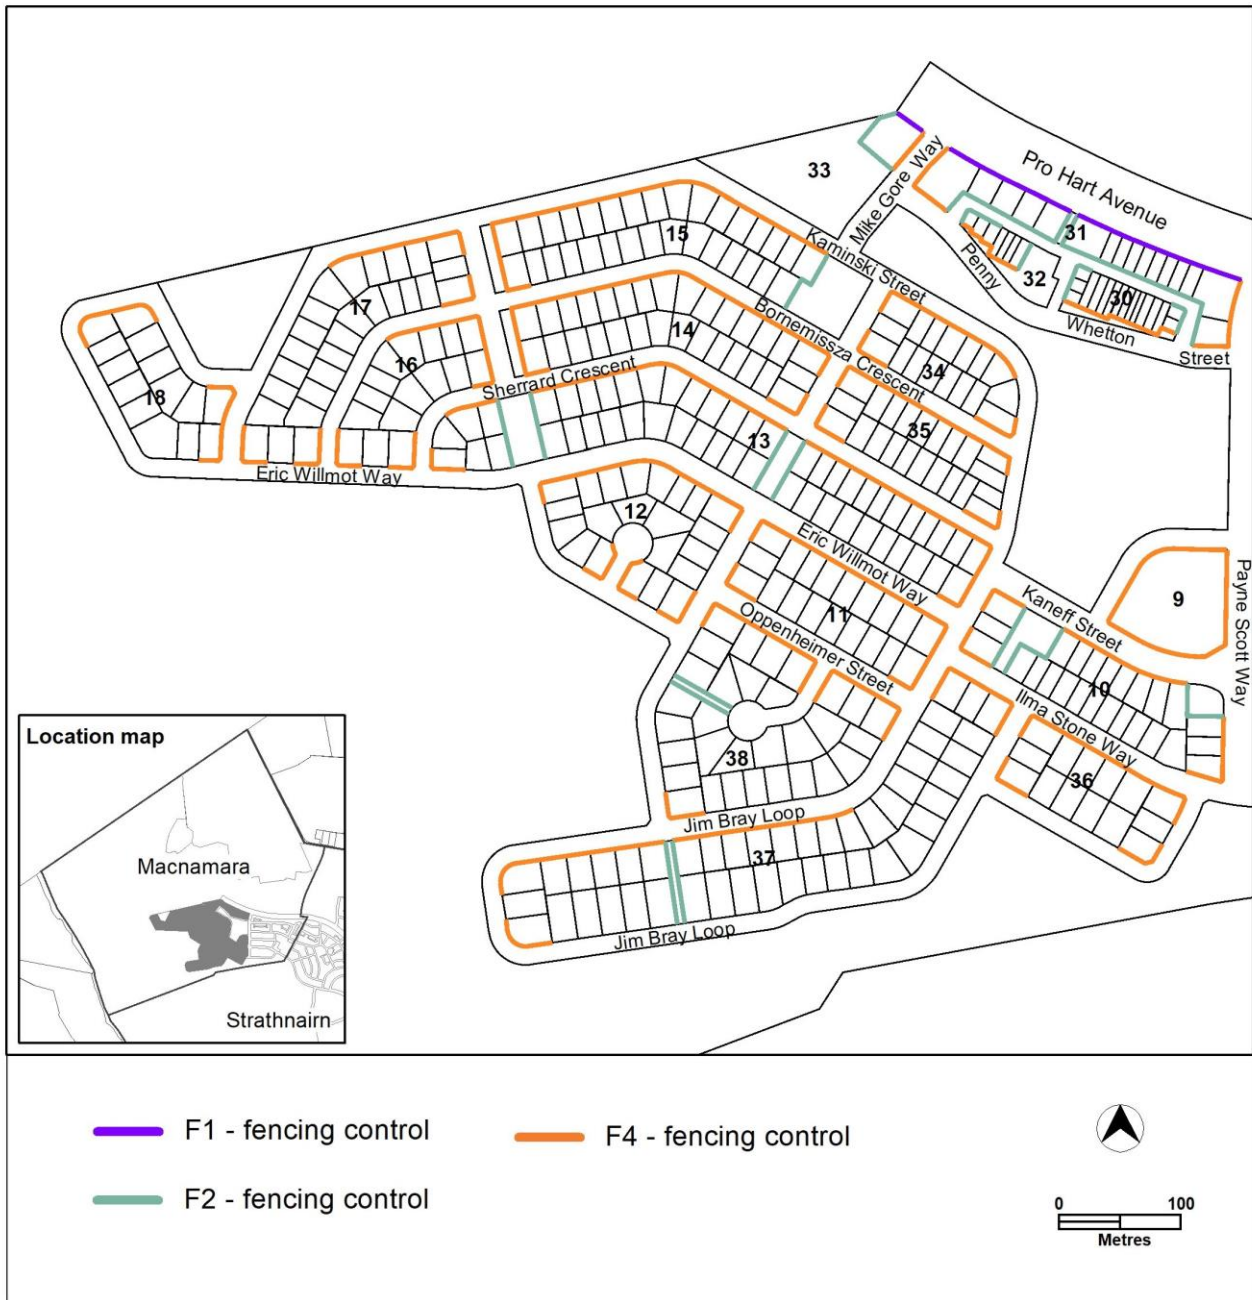 Pro Hart Avenue
33
Mike Gore Way
31
15
Kaminski Street
Penny
32
17
30
Whetton
Street
14
Bornemissza Crescent
16
34
Sherrard Crescent
18
35
13
Eric Willmot Way
12
Eric Willmot Way
Payne Scott Way
9
Kaneff Street
11
Oppenheimer Street
10
Ilma Stone Way
38
36
Jim Bray Loop
37
Jim Bray Loop
Location map
Macnamara
Strathnairn
F1 - fencing control
F4 - fencing control
F2 - fencing control
0 100
Metres